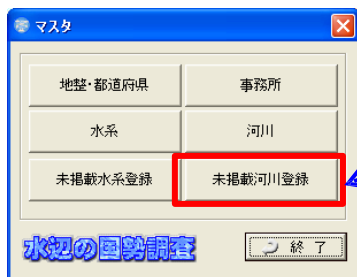 マスタ
地整・都道府県 事務所
水系 河川
未掲載水系登録 未掲載河川登録
水辺の国勢調査 終了